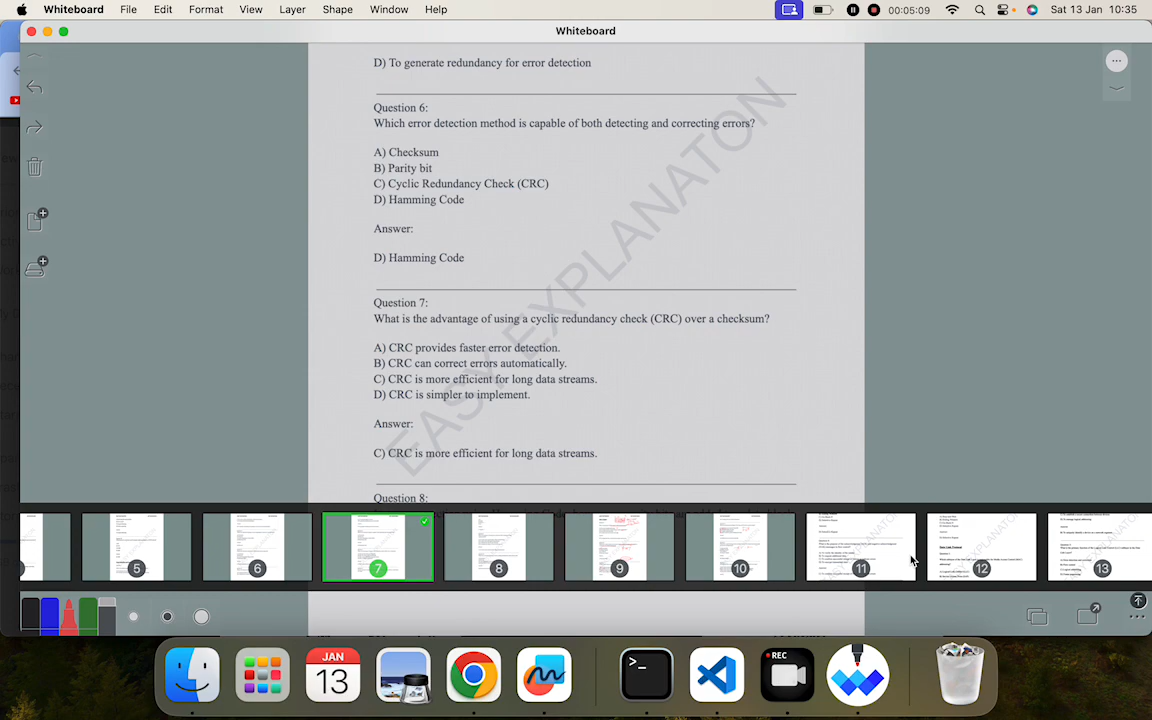 Whiteboard File Edit Format View Layer Shape Window Help 00:05:09 Sat 13 Jan 10:35
Whiteboard
D) To generate redundancy for error detection
Question 6:
Which error detection method is capable of both detecting and correcting errors?
A) Checksum
B) Parity bit
C) Cyclic Redundancy Check (CRC)
D) Hamming Code
Answer:
D) Hamming Code
Question 7:
What is the advantage of using a cyclic redundancy check (CRC) over a checksum?
A) CRC provides faster error detection.
B) CRC can correct errors automatically.
C) CRC is more efficient for long data streams.
D) CRC is simpler to implement.
Answer:
C) CRC is more efficient for long data streams.
Question 8:
EASY EXPLANATON
5 6 7 8 9 10 11 12 13
JAN
13
>_
REC